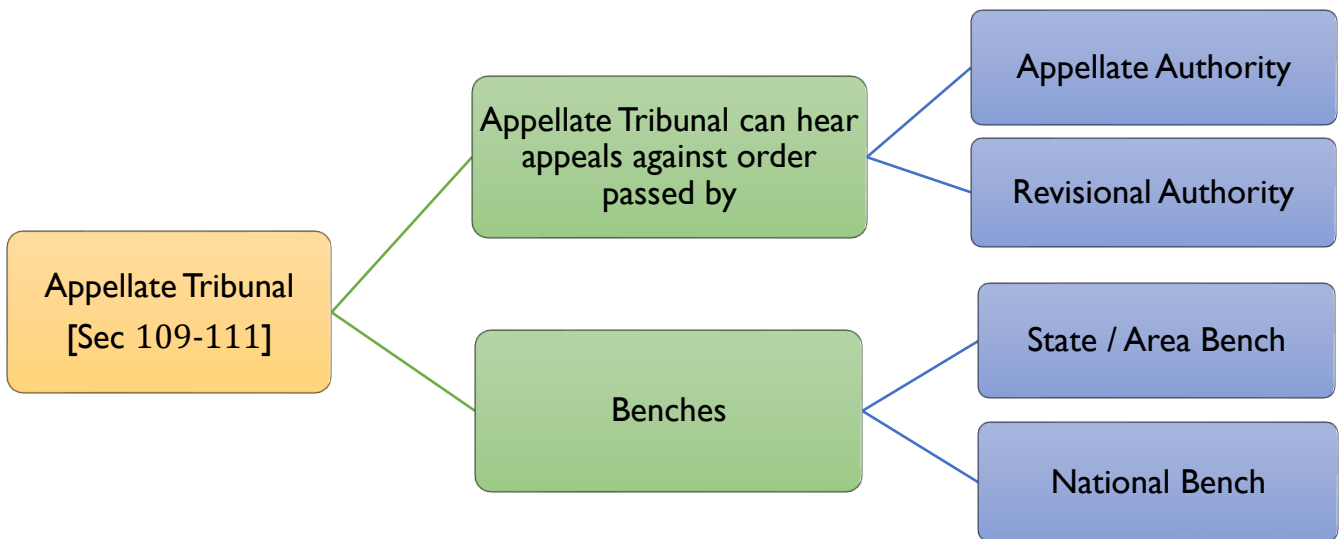 Appellate Tribunal
[Sec 109-111]
Appellate Tribunal can hear
appeals against order
passed by
Appellate Authority
Revisional Authority
Benches
State / Area Bench
National Bench